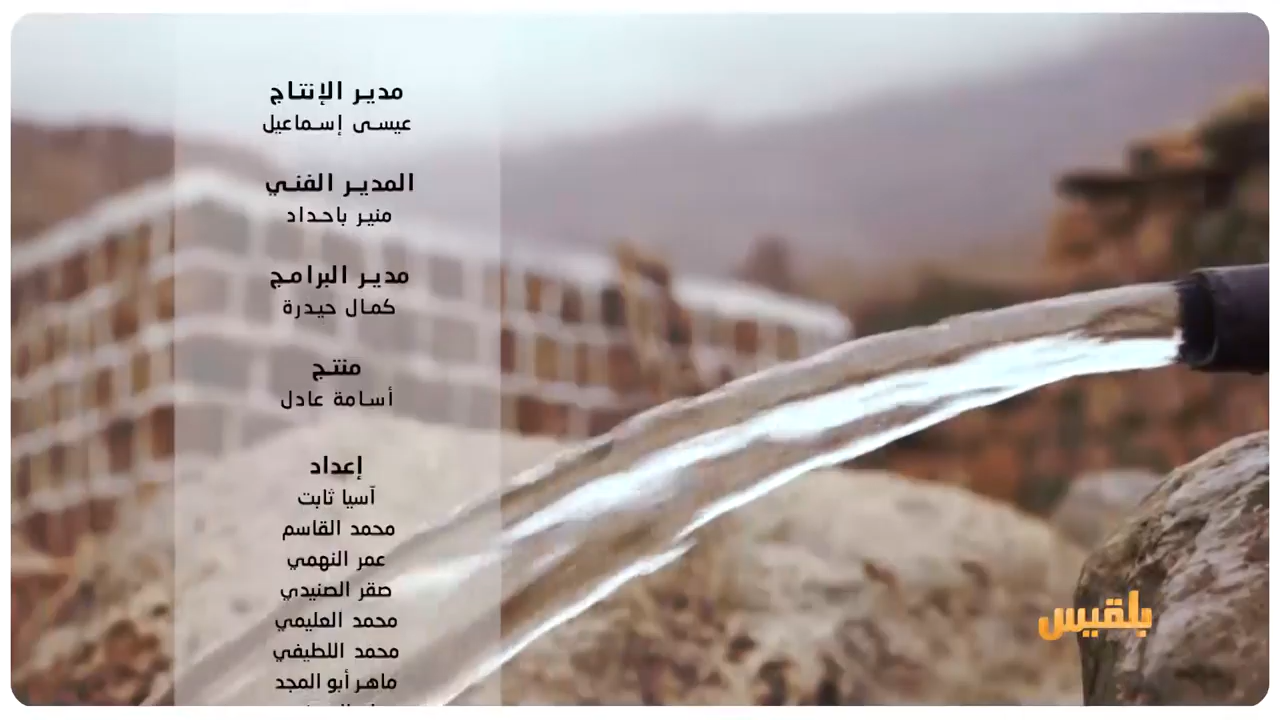 مدير الإنتاج
عيسى إسماعيل
المدير الفني
منير باحداد
مدير البرامج
كمال حيدرة
منتج
أسامة عادل
إعداد
آسيا ثابت
محمد القاسم
عمر النهمي
صقر الصنيدي
محمد العليمي
محمد اللطيفي
ماهر أبو المجد
بلقيس